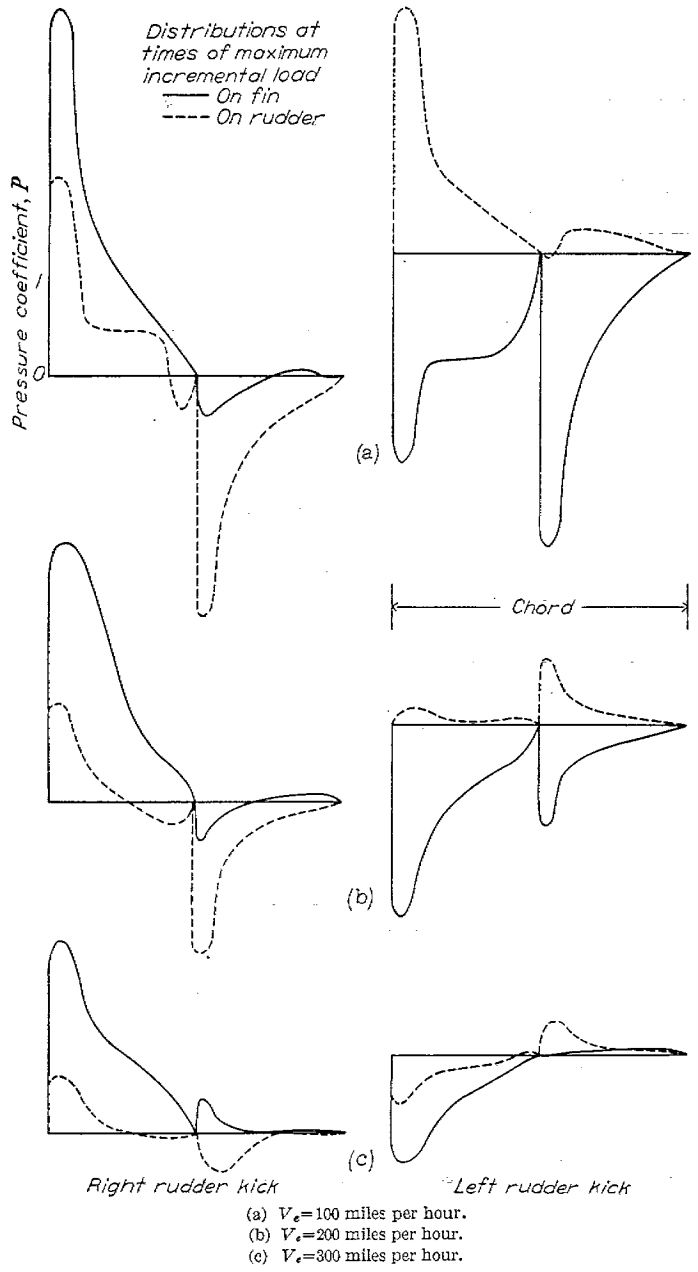 Distributions at
times of maximum
incremental load
On fin
On rudder
Pressure coefficient, P
1
0
(a)
Chord
(b)
(c)
Right rudder kick
Left rudder kick
(a) Ve=100 miles per hour.
(b) Ve=200 miles per hour.
(c) Ve=300 miles per hour.